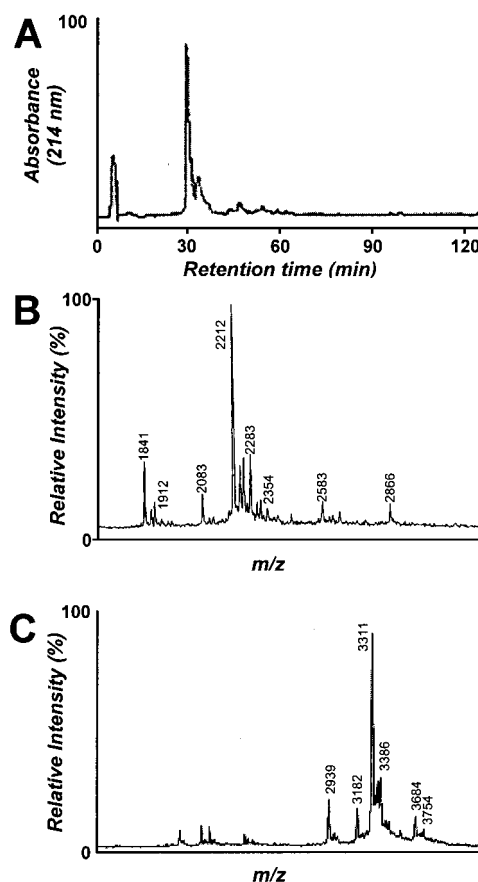 A
100
Absorbance
(214 nm)
0
0
30
60
90
120
Retention time (min)
B
100
Relative Intensity (%)
0
1841
1912
2083
2212
2283
2354
2583
2866
m/z
C
100
Relative Intensity (%)
0
2939
3182
3311
3386
3684
3754
m/z